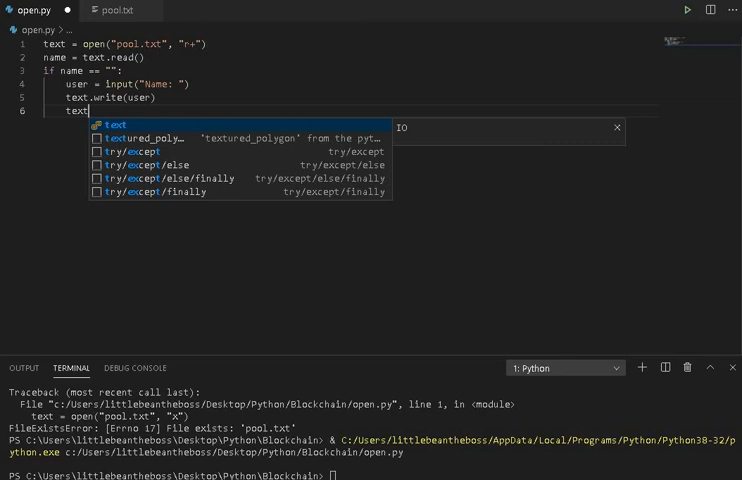 open.py
pool.txt
open.py > ...
1 text = open("pool.txt", "r+")
2 name = text.read()
3 if name == "":
4 user = input("Name: ")
5 text.write(user)
6 text
text
IO
textured_poly… 'textured_polygon' from the pyt…
try/except try/except
try/except/else try/except/else
try/except/else/finally try/except/else/finally
try/except/finally try/except/finally
OUTPUT TERMINAL DEBUG CONSOLE 1: Python
Traceback (most recent call last):
File "c:/Users/littlebeantheboss/Desktop/Python/Blockchain/open.py", line 1, in <module>
text = open("pool.txt", "x")
FileExistsError: [Errno 17] File exists: 'pool.txt'
PS C:\Users\littlebeantheboss\Desktop\Python\Blockchain> & C:/Users/littlebeantheboss/AppData/Local/Programs/Python/Python38-32/p
ython.exe c:/Users/littlebeantheboss/Desktop/Python/Blockchain/open.py
PS C:\Users\littlebeantheboss\Desktop\Python\Blockchain>